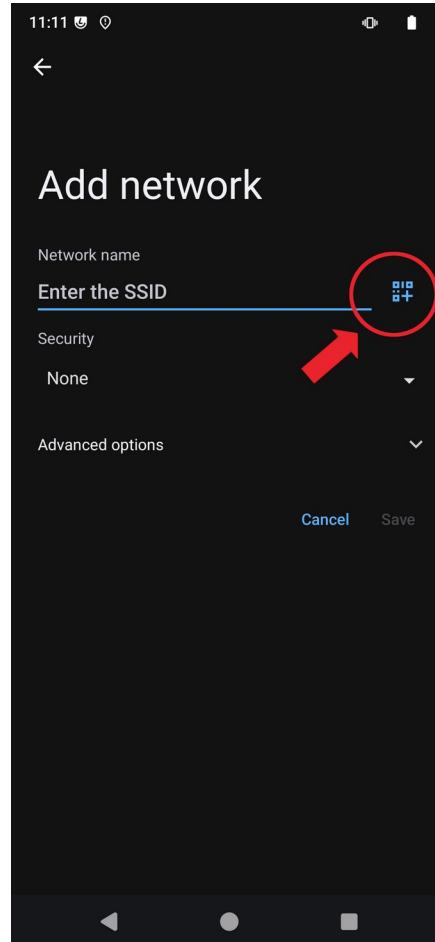 11:11
Add network
Network name
Enter the SSID
Security
None
Advanced options
Cancel Save